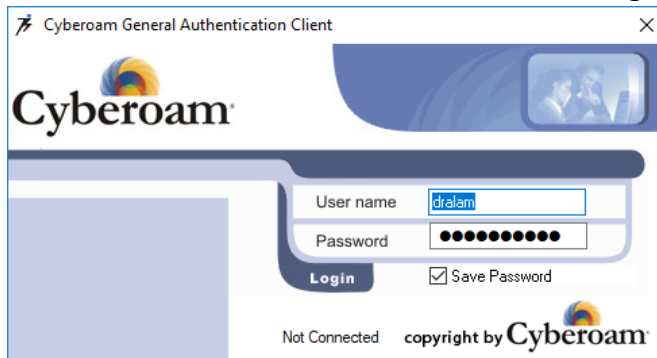 Cyberoam General Authentication Client
Cyberoam
User name dralam
Password ●●●●●●●●●●
Login Save Password
Not Connected copyright by Cyberoam